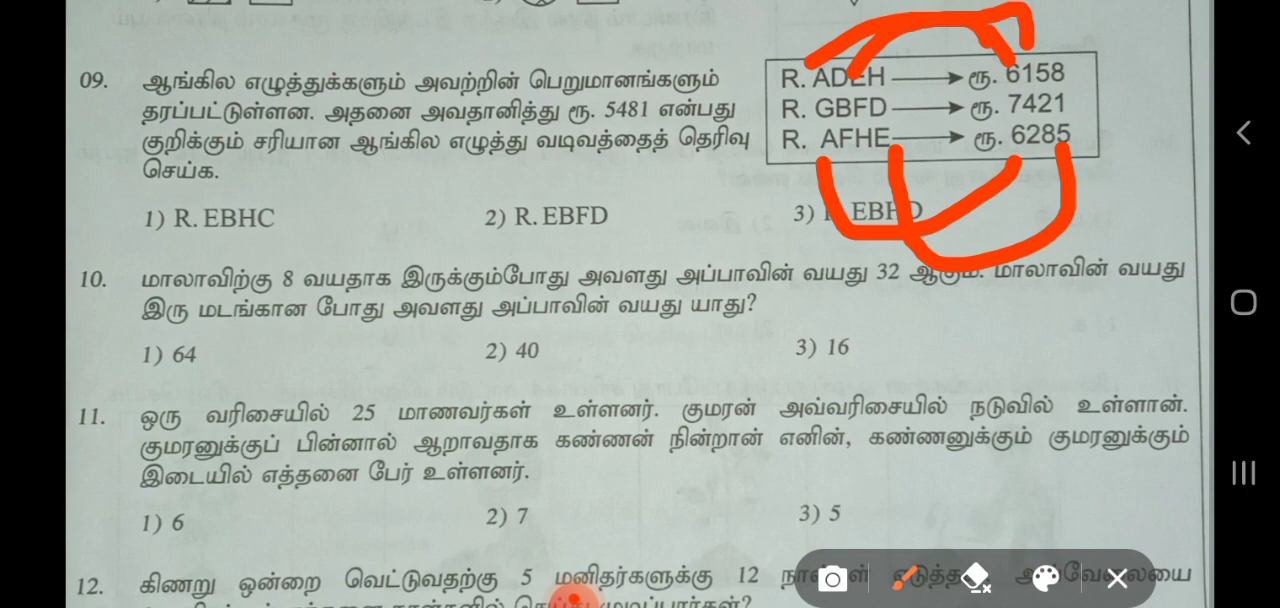 09. ஆங்கில எழுத்துக்களும் அவற்றின் பெறுமானங்களும்
தரப்பட்டுள்ளன. அதனை அவதானித்து ரூ. 5481 என்பது
குறிக்கும் சரியான ஆங்கில எழுத்து வடிவத்தைத் தெரிவு
செய்க.
R. ADEH → ரூ. 6158
R. GBFD → ரூ. 7421
R. AFHE → ரூ. 6285
1) R. EBHC 2) R. EBFD 3)
10. மாலாவிற்கு 8 வயதாக இருக்கும்போது அவளது அப்பாவின் வயது 32 ஆகும். மாலாவின் வயது
இரு மடங்கான போது அவளது அப்பாவின் வயது யாது?
1) 64 2) 40 3) 16
11. ஒரு வரிசையில் 25 மாணவர்கள் உள்ளனர். குமரன் அவ்வரிசையில் நடுவில் உள்ளான்.
குமரனுக்குப் பின்னால் ஆறாவதாக கண்ணன் நின்றான் எனின், கண்ணனுக்கும் குமரனுக்கும்
இடையில் எத்தனை பேர் உள்ளனர்.
1) 6 2) 7 3) 5
12. கிணறு ஒன்றை வெட்டுவதற்கு 5 மனிதர்களுக்கு 12